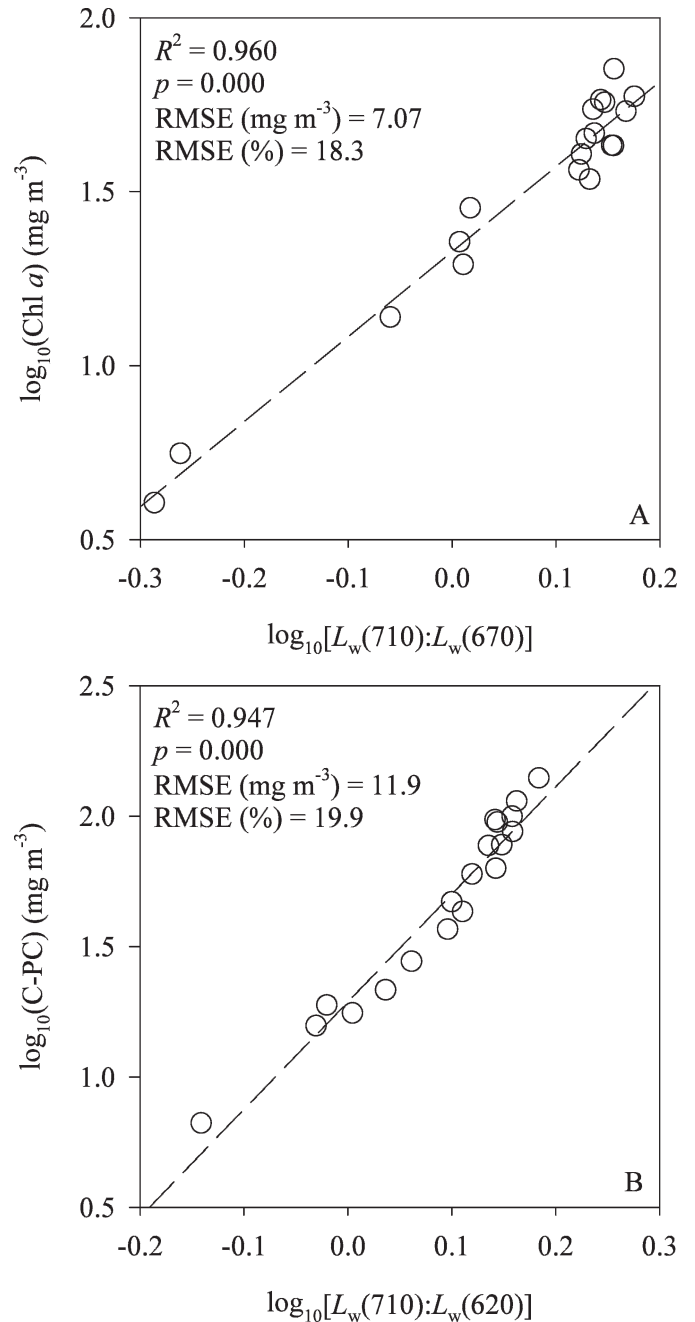 2.0
R² = 0.960
p = 0.000
RMSE (mg m⁻³) = 7.07
RMSE (%) = 18.3
1.5
log₁₀(Chl a) (mg m⁻³)
1.0
0.5
A
-0.3 -0.1 0.0 0.1 0.2
log₁₀[Lw(710):Lw(670)]
2.5
R² = 0.947
p = 0.000
RMSE (mg m⁻³) = 11.9
RMSE (%) = 19.9
2.0
1.5
log₁₀(C-PC) (mg m⁻³)
1.0
0.5
B
-0.2 -0.1 0.0 0.1 0.2 0.3
log₁₀[Lw(710):Lw(620)]